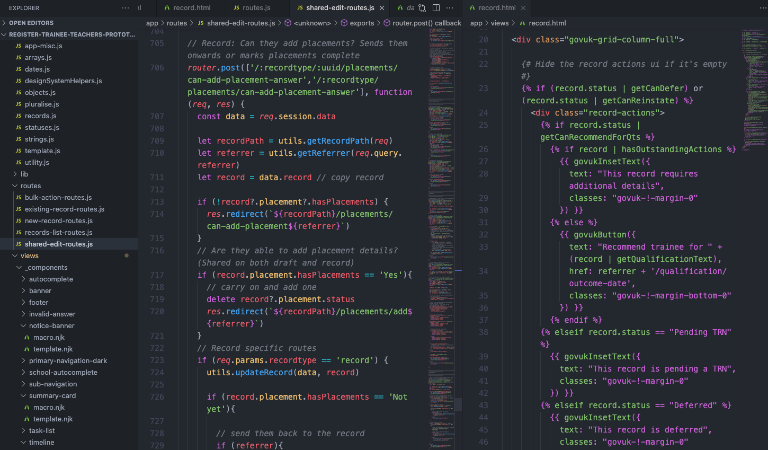 EXPLORER
OPEN EDITORS
REGISTER-TRAINEE-TEACHERS-PROTOT...
app-misc.js
arrays.js
dates.js
designSystemHelpers.js
objects.js
pluralise.js
records.js
statuses.js
strings.js
template.js
utility.js
lib
routes
bulk-action-routes.js
existing-record-routes.js
new-record-routes.js
records-list-routes.js
shared-edit-routes.js
views
_components
autocomplete
banner
footer
invalid-answer
notice-banner
macro.njk
template.njk
primary-navigation-dark
school-autocomplete
sub-navigation
summary-card
macro.njk
template.njk
task-list
timeline
record.html routes.js shared-edit-routes.js
app > routes > JS shared-edit-routes.js > <unknown> > exports > router.post() callback
704
705 // Record: Can they add placements? Sends them
onwards or marks placements complete
706 router.post(['/:recordtype/:uuid/placements/
can-add-placement-answer','/:recordtype/
placements/can-add-placement-answer'], function
(req, res) {
707 const data = req.session.data
708
709 let recordPath = utils.getRecordPath(req)
710 let referrer = utils.getReferrer(req.query.
referrer)
711 let record = data.record // copy record
712
713 if (!record?.placement?.hasPlacements) {
714 res.redirect(`${recordPath}/placements/
can-add-placement${referrer}`)
715 }
716 // Are they able to add placement details?
(Shared on both draft and record)
717 if (record.placement.hasPlacements == 'Yes'){
718 // carry on and add one
719 delete record?.placement.status
720 res.redirect(`${recordPath}/placements/add$
{referrer}`)
721 }
722 // Record specific routes
723 if (req.params.recordtype == 'record') {
724 utils.updateRecord(data, record)
725
726 if (record.placement.hasPlacements == 'Not
yet'){
727
728 // send them back to the record
729 if (referrer){
record.html
app > views > record.html
20 <div class="govuk-grid-column-full">
21
22 {# Hide the record actions ui if it's empty
#}
23 {% if (record.status | getCanDefer) or
(record.status | getCanReinstate) %}
24 <div class="record-actions">
25 {% if record.status |
getCanRecommendForQts %}
26 {% if record | hasOutstandingActions %}
27 {{ govukInsetText({
28 text: "This record requires
additional details",
29 classes: "govuk-!-margin-0"
30 }) }}
31 {% else %}
32 {{ govukButton({
33 text: "Recommend trainee for " +
(record | getQualificationText),
34 href: referrer + '/qualification/
outcome-date',
35 classes: "govuk-!-margin-bottom-0"
36 }) }}
37 {% endif %}
38 {% elseif record.status == "Pending TRN"
%}
39 {{ govukInsetText({
40 text: "This record is pending a TRN",
41 classes: "govuk-!-margin-0"
42 }) }}
43 {% elseif record.status == "Deferred" %}
44 {{ govukInsetText({
45 text: "This record is deferred",
46 classes: "govuk-!-margin-0"